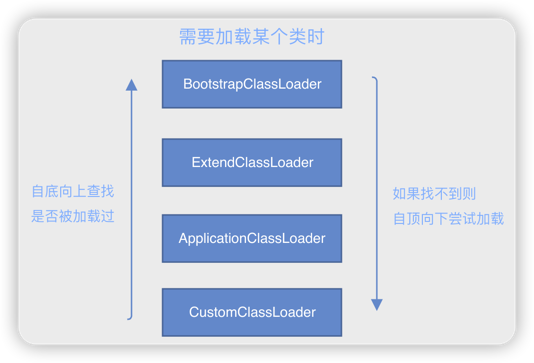 需要加载某个类时
BootstrapClassLoader
ExtendClassLoader
ApplicationClassLoader
CustomClassLoader
自底向上查找
是否被加载过
如果找不到则
自顶向下尝试加载